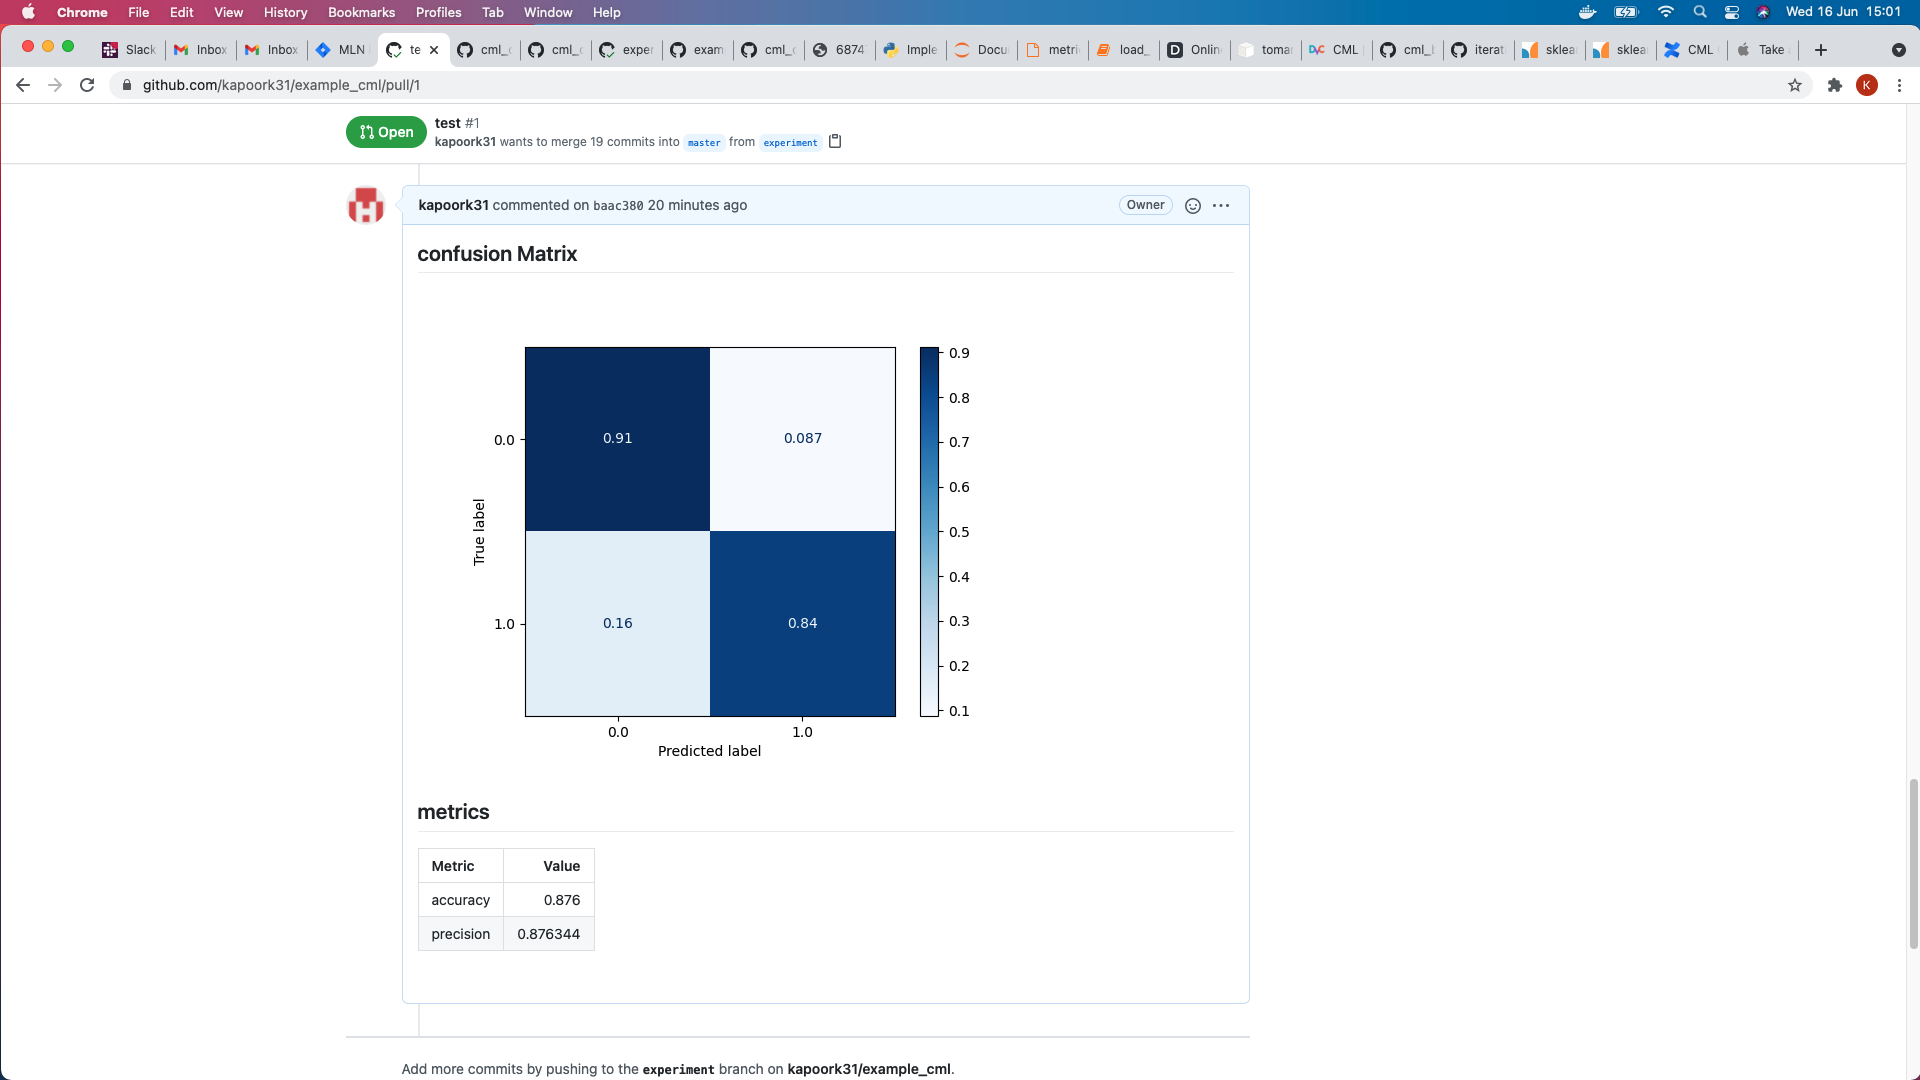 Chrome File Edit View History Bookmarks Profiles Tab Window Help Wed 16 Jun 15:01
Slack Inbox Inbox MLN te cml_ cml_ exper exam cml_ 6874 Imple Docu metri load_ Onlin toma CML cml_ iterat sklea sklea CML Take
github.com/kapoork31/example_cml/pull/1 K
Open test #1
kapoork31 wants to merge 19 commits into master from experiment
kapoork31 commented on baac380 20 minutes ago Owner
confusion Matrix
0.91 0.087
0.16 0.84
0.0
1.0
True label
0.0 1.0
Predicted label
0.9
0.8
0.7
0.6
0.5
0.4
0.3
0.2
0.1
metrics
Metric Value
accuracy 0.876
precision 0.876344
Add more commits by pushing to the experiment branch on kapoork31/example_cml.